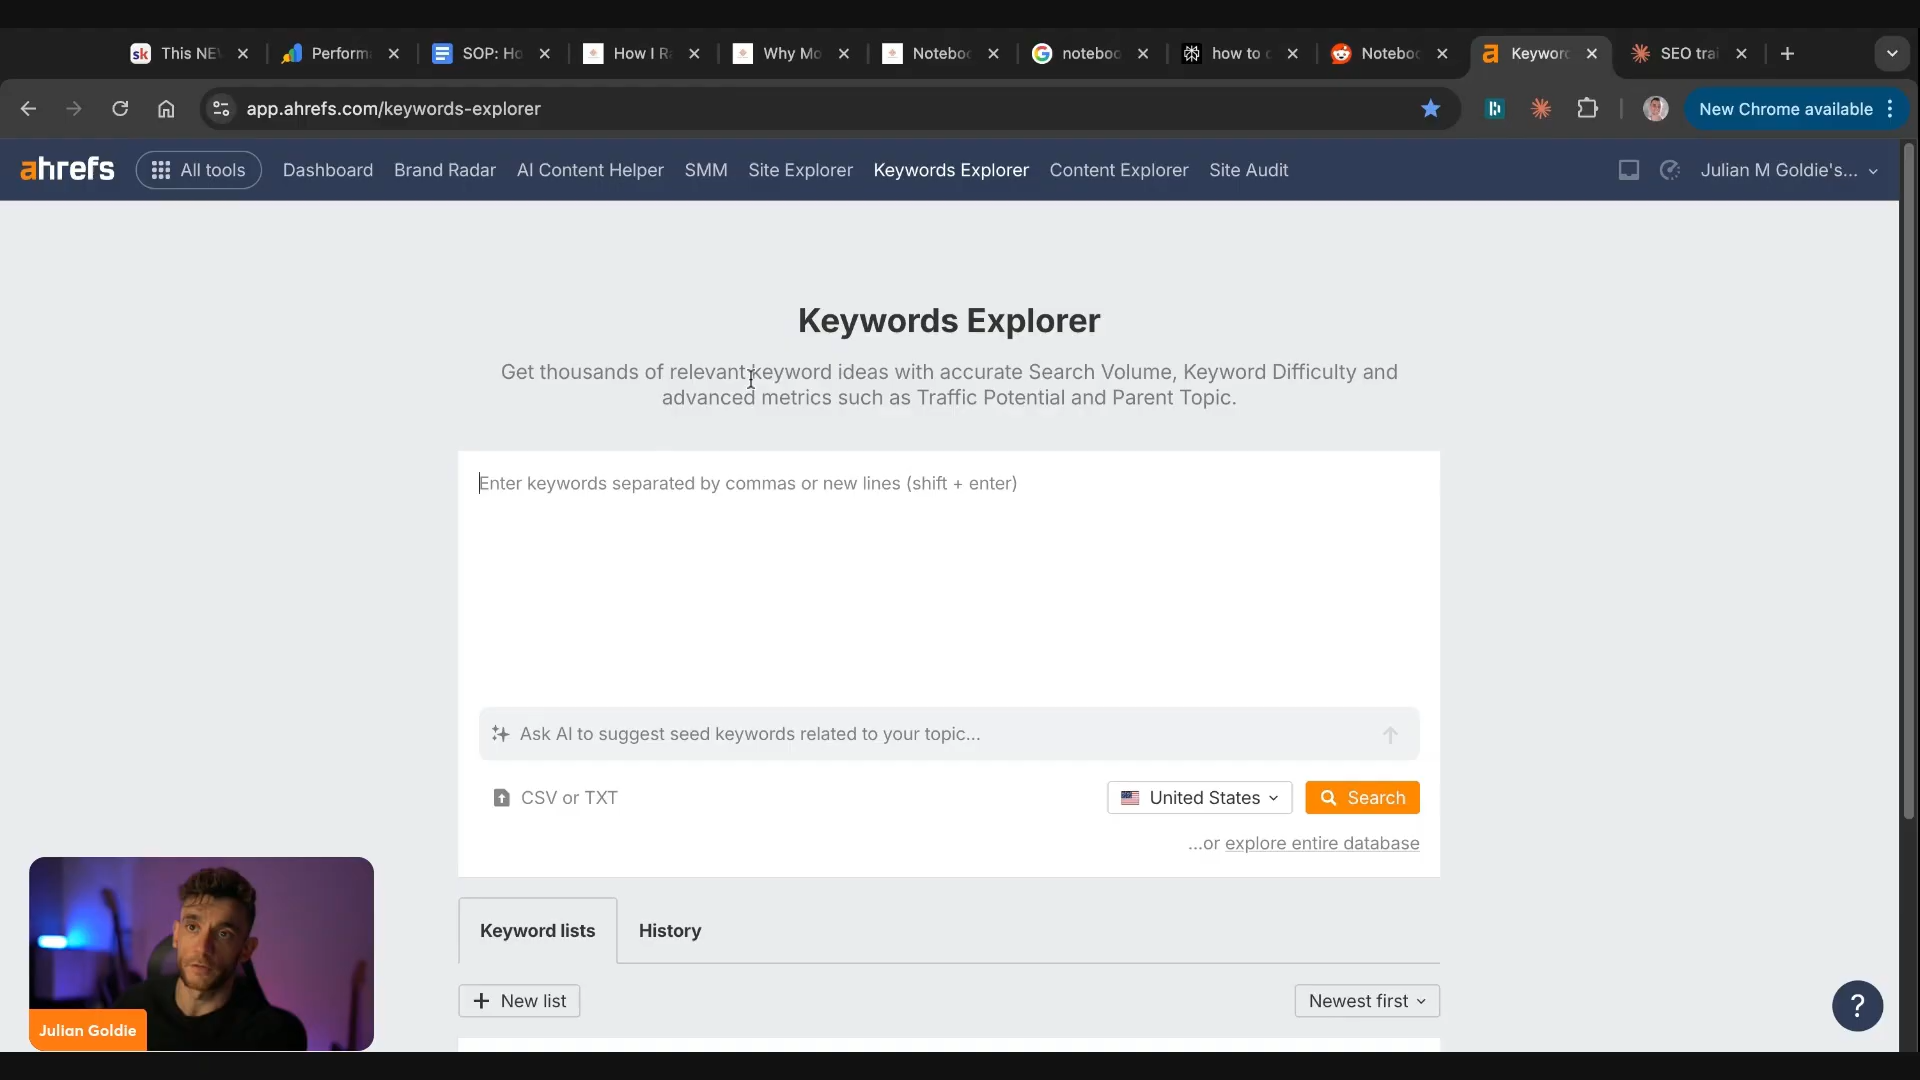 This NE
Perform
SOP: Ho
How I R
Why Mo
Noteboo
noteboo
how to c
Noteboo
Keyword
SEO trai
app.ahrefs.com/keywords-explorer
New Chrome available
ahrefs
All tools
Dashboard
Brand Radar
AI Content Helper
SMM
Site Explorer
Keywords Explorer
Content Explorer
Site Audit
Julian M Goldie's...
Keywords Explorer
Get thousands of relevant keyword ideas with accurate Search Volume, Keyword Difficulty and
advanced metrics such as Traffic Potential and Parent Topic.
Enter keywords separated by commas or new lines (shift + enter)
Ask AI to suggest seed keywords related to your topic...
CSV or TXT
United States
Search
...or explore entire database
Keyword lists
History
New list
Newest first
Julian Goldie
?